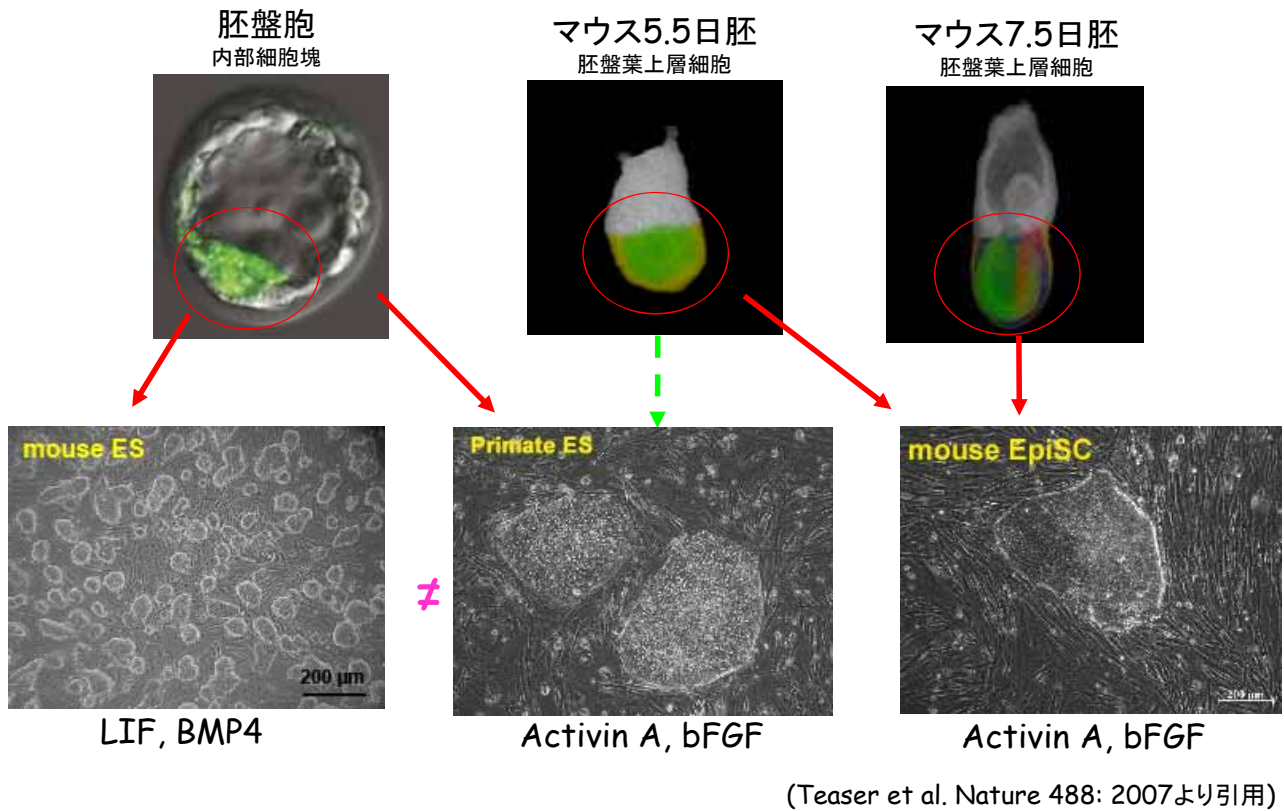 胚盤胞
内部細胞塊
マウス5.5日胚
胚盤葉上層細胞
マウス7.5日胚
胚盤葉上層細胞
mouse ES
200 μm
LIF, BMP4
≠
Primate ES
Activin A, bFGF
mouse EpiSC
200 μm
Activin A, bFGF
(Teaser et al. Nature 488: 2007より引用)